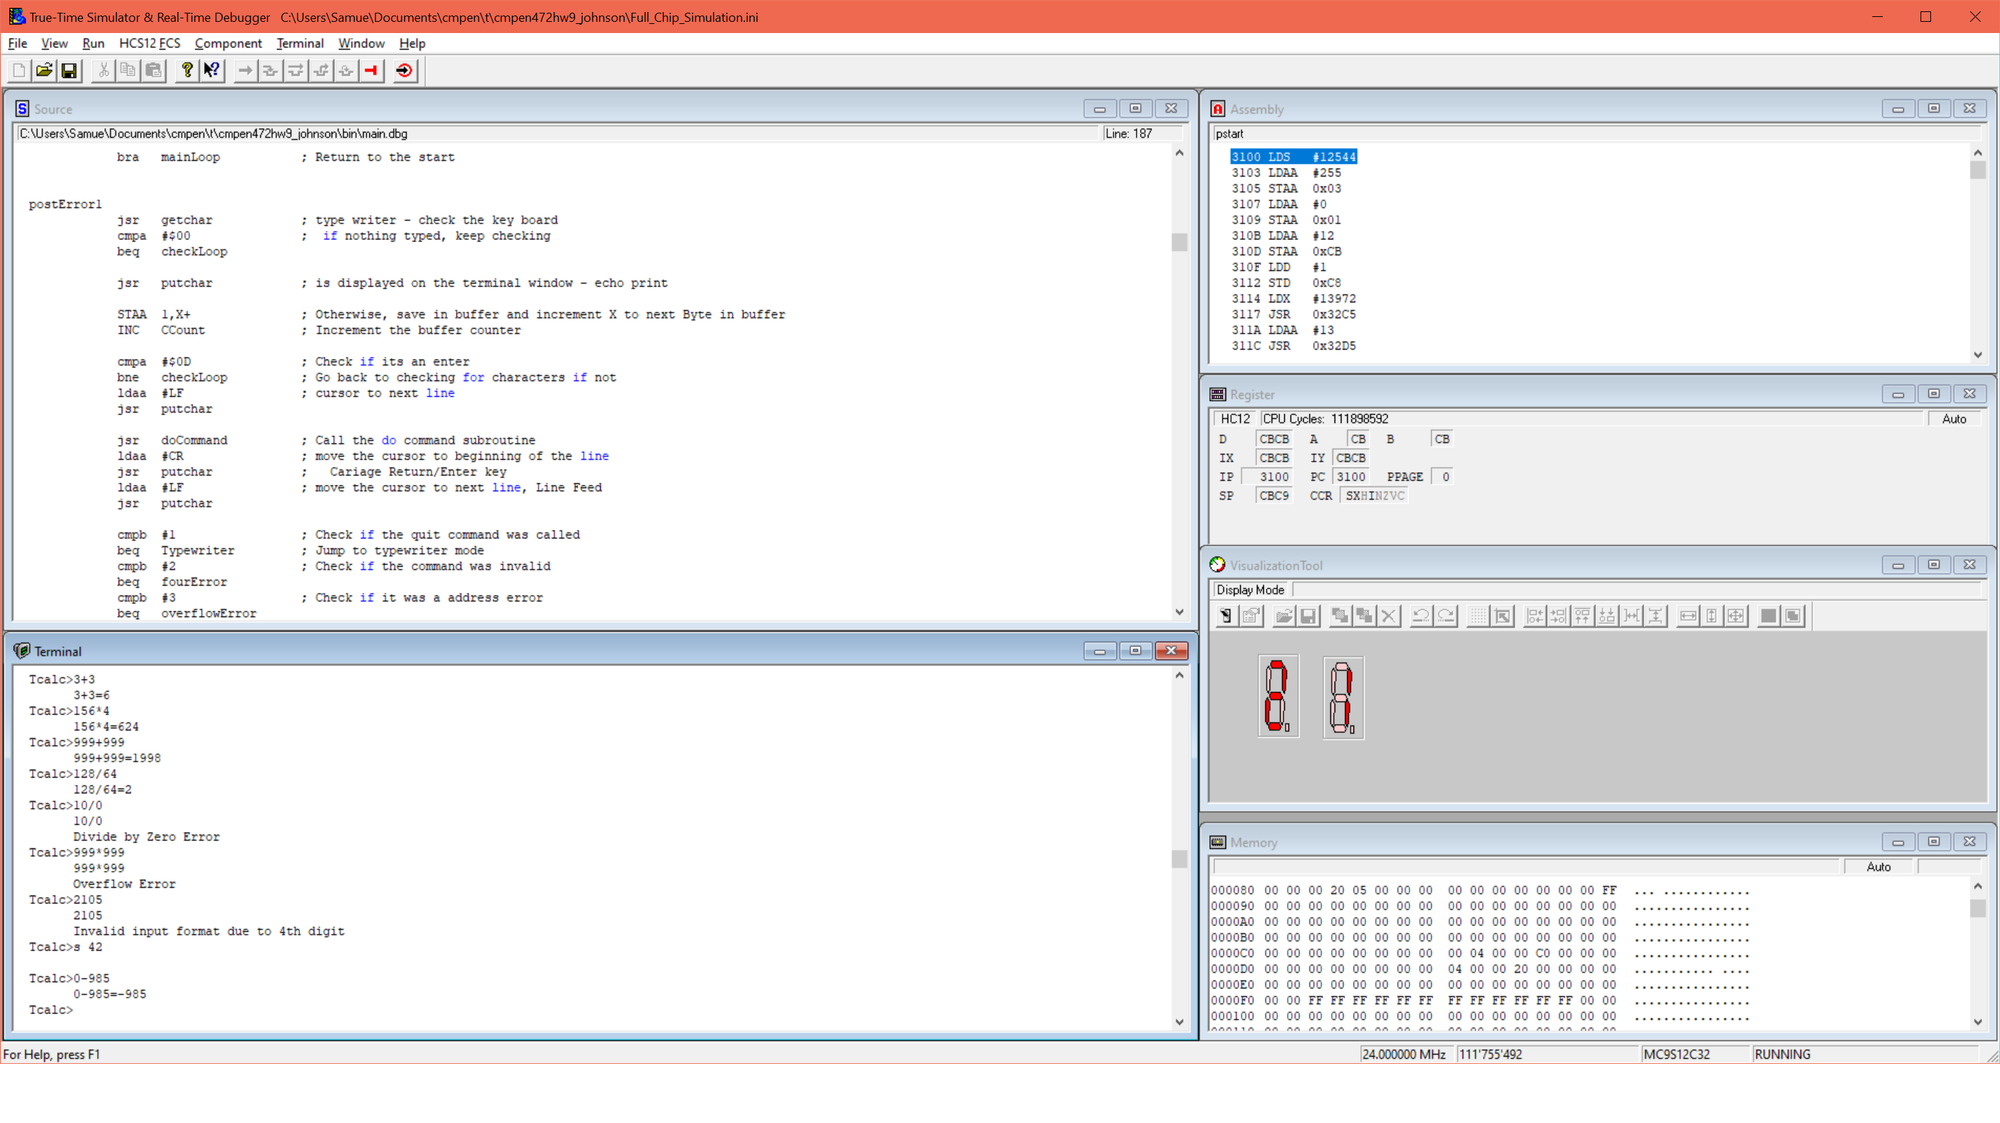 True-Time Simulator & Real-Time Debugger   C:\Users\Samue\Documents\cmpen\t\cmpen472hw9_johnson\Full_Chip_Simulation.ini
File View Run HCS12 FCS Component Terminal Window Help
Source
C:\Users\Samue\Documents\cmpen\t\cmpen472hw9_johnson\bin\main.dbg Line: 187
bra mainLoop ; Return to the start
postError1
jsr getchar ; type writer - check the key board
cmpa #$00 ; if nothing typed, keep checking
beq checkLoop
jsr putchar ; is displayed on the terminal window - echo print
STAA 1,X+ ; Otherwise, save in buffer and increment X to next Byte in buffer
INC CCount ; Increment the buffer counter
cmpa #$0D ; Check if its an enter
bne checkLoop ; Go back to checking for characters if not
ldaa #LF ; cursor to next line
jsr putchar
jsr doCommand ; Call the do command subroutine
ldaa #CR ; move the cursor to beginning of the line
jsr putchar ; Cariage Return/Enter key
ldaa #LF ; move the cursor to next line, Line Feed
jsr putchar
cmpb #1 ; Check if the quit command was called
beq Typewriter ; Jump to typewriter mode
cmpb #2 ; Check if the command was invalid
beq fourError
cmpb #3 ; Check if it was a address error
beq overflowError
Terminal
Tcalc>3+3
3+3=6
Tcalc>156*4
156*4=624
Tcalc>999+999
999+999=1998
Tcalc>128/64
128/64=2
Tcalc>10/0
10/0
Divide by Zero Error
Tcalc>999*999
999*999
Overflow Error
Tcalc>2105
2105
Invalid input format due to 4th digit
Tcalc>s 42
Tcalc>0-985
0-985=-985
Tcalc>
Assembly
pstart
3100 LDS #12544
3103 LDAA #255
3105 STAA 0x03
3107 LDAA #0
3109 STAA 0x01
310B LDAA #12
310D STAA 0xCB
310F LDD #1
3112 STD 0xC8
3114 LDX #13972
3117 JSR 0x32C5
311A LDAA #13
311C JSR 0x32D5
Register
HC12 CPU Cycles: 111898592 Auto
D CBCB A CB B CB
IX CBCB IY CBCB
IP 3100 PC 3100 PPAGE 0
SP CBC9 CCR SXHINZVC
VisualizationTool
Display Mode
Memory
Auto
000080 00 00 00 20 05 00 00 00 00 00 00 00 00 00 00 FF ... ............
000090 00 00 00 00 00 00 00 00 00 00 00 00 00 00 00 00 ................
0000A0 00 00 00 00 00 00 00 00 00 00 00 00 00 00 00 00 ................
0000B0 00 00 00 00 00 00 00 00 00 00 00 00 00 00 00 00 ................
0000C0 00 00 00 00 00 00 00 00 00 04 00 00 C0 00 00 00 ................
0000D0 00 00 00 00 00 00 00 00 04 00 00 20 00 00 00 00 ........... ....
0000E0 00 00 00 00 00 00 00 00 00 00 00 00 00 00 00 00 ................
0000F0 00 00 FF FF FF FF FF FF FF FF FF FF FF FF 00 00 ................
000100 00 00 00 00 00 00 00 00 00 00 00 00 00 00 00 00 ................
For Help, press F1 24.000000 MHz 111'755'492 MC9S12C32 RUNNING